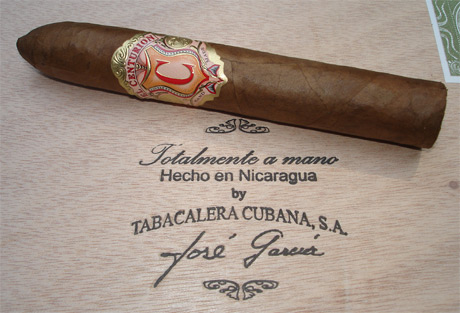 CENTURION
C
Totalmente a mano
Hecho en Nicaragua
by
TABACALERA CUBANA, S.A.
José García